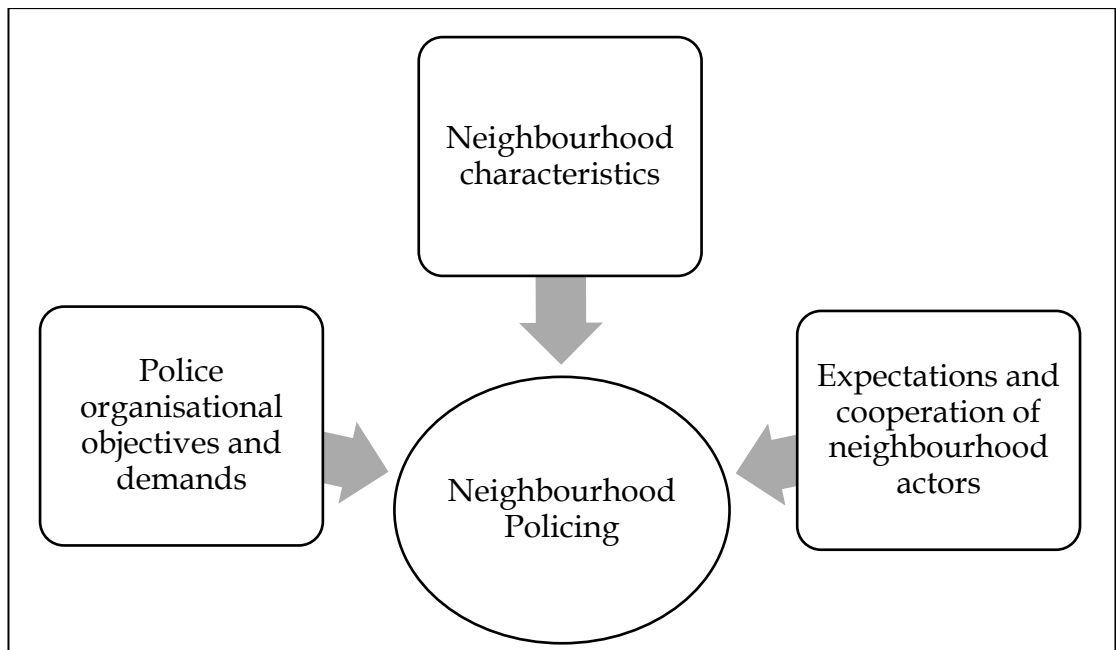 Neighbourhood
characteristics
Police
organisational
objectives and
demands
Expectations and
cooperation of
neighbourhood
actors
Neighbourhood
Policing